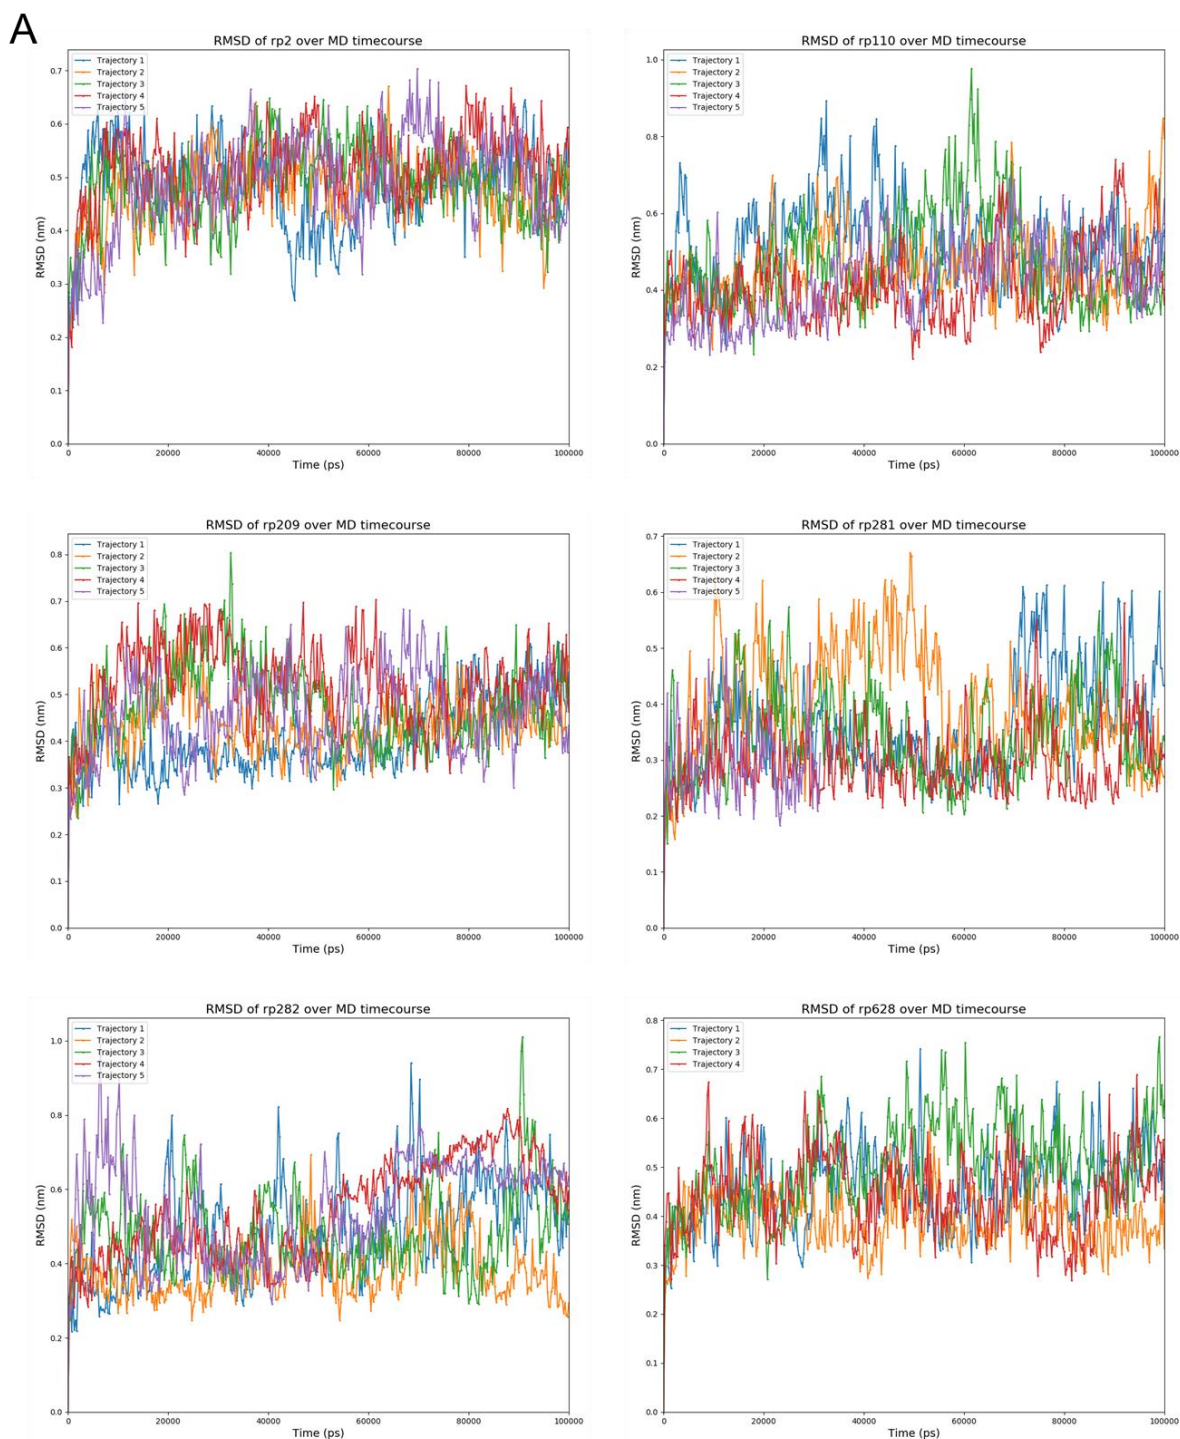 A
RMSD of rp2 over MD timecourse
Trajectory 1
Trajectory 2
Trajectory 3
Trajectory 4
Trajectory 5
RMSD (nm)
0.7
0.6
0.5
0.4
0.3
0.2
0.1
0.0
0 20000 40000 60000 80000 100000
Time (ps)
RMSD of rp110 over MD timecourse
Trajectory 1
Trajectory 2
Trajectory 3
Trajectory 4
Trajectory 5
RMSD (nm)
1.0
0.8
0.6
0.4
0.2
0.0
0 20000 40000 60000 80000 100000
Time (ps)
RMSD of rp209 over MD timecourse
Trajectory 1
Trajectory 2
Trajectory 3
Trajectory 4
Trajectory 5
RMSD (nm)
0.8
0.7
0.6
0.5
0.4
0.3
0.2
0.1
0.0
0 20000 40000 60000 80000 100000
Time (ps)
RMSD of rp281 over MD timecourse
Trajectory 1
Trajectory 2
Trajectory 3
Trajectory 4
Trajectory 5
RMSD (nm)
0.7
0.6
0.5
0.4
0.3
0.2
0.1
0.0
0 20000 40000 60000 80000 100000
Time (ps)
RMSD of rp282 over MD timecourse
Trajectory 1
Trajectory 2
Trajectory 3
Trajectory 4
Trajectory 5
RMSD (nm)
1.0
0.8
0.6
0.4
0.2
0.0
0 20000 40000 60000 80000 100000
Time (ps)
RMSD of rp628 over MD timecourse
Trajectory 1
Trajectory 2
Trajectory 3
Trajectory 4
RMSD (nm)
0.8
0.7
0.6
0.5
0.4
0.3
0.2
0.1
0.0
0 20000 40000 60000 80000 100000
Time (ps)